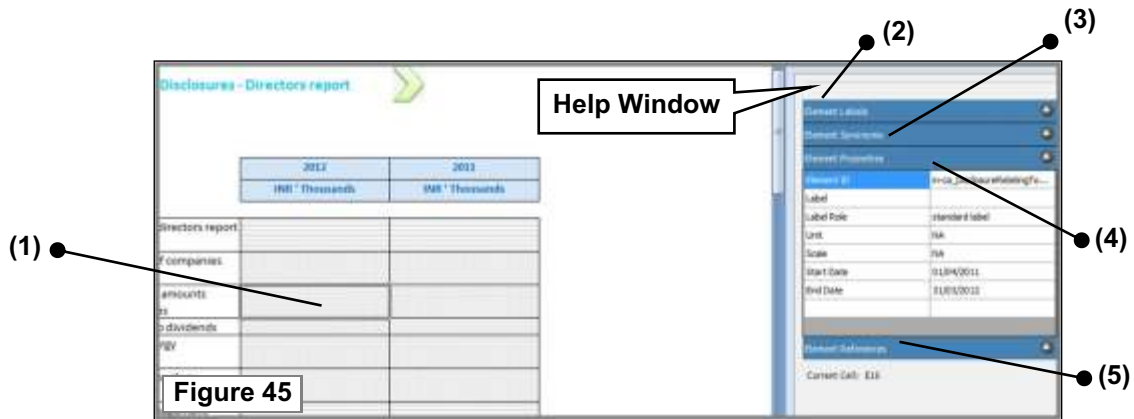 (3)
(2)
Disclosures - Directors report
Help Window
Element Labels
Element Synonyms
2012
2011
Element Properties
INR ' Thousands
INR ' Thousands
Element ID
Label
Label Role
standard label
(4)
directors report
Unit
NA
(1)
f companies
Scale
NA
Start Date
01/04/2011
amounts
End Date
31/03/2012
rs
o dividends
rgy
Element References
(5)
Current Cell: E16
Figure 45